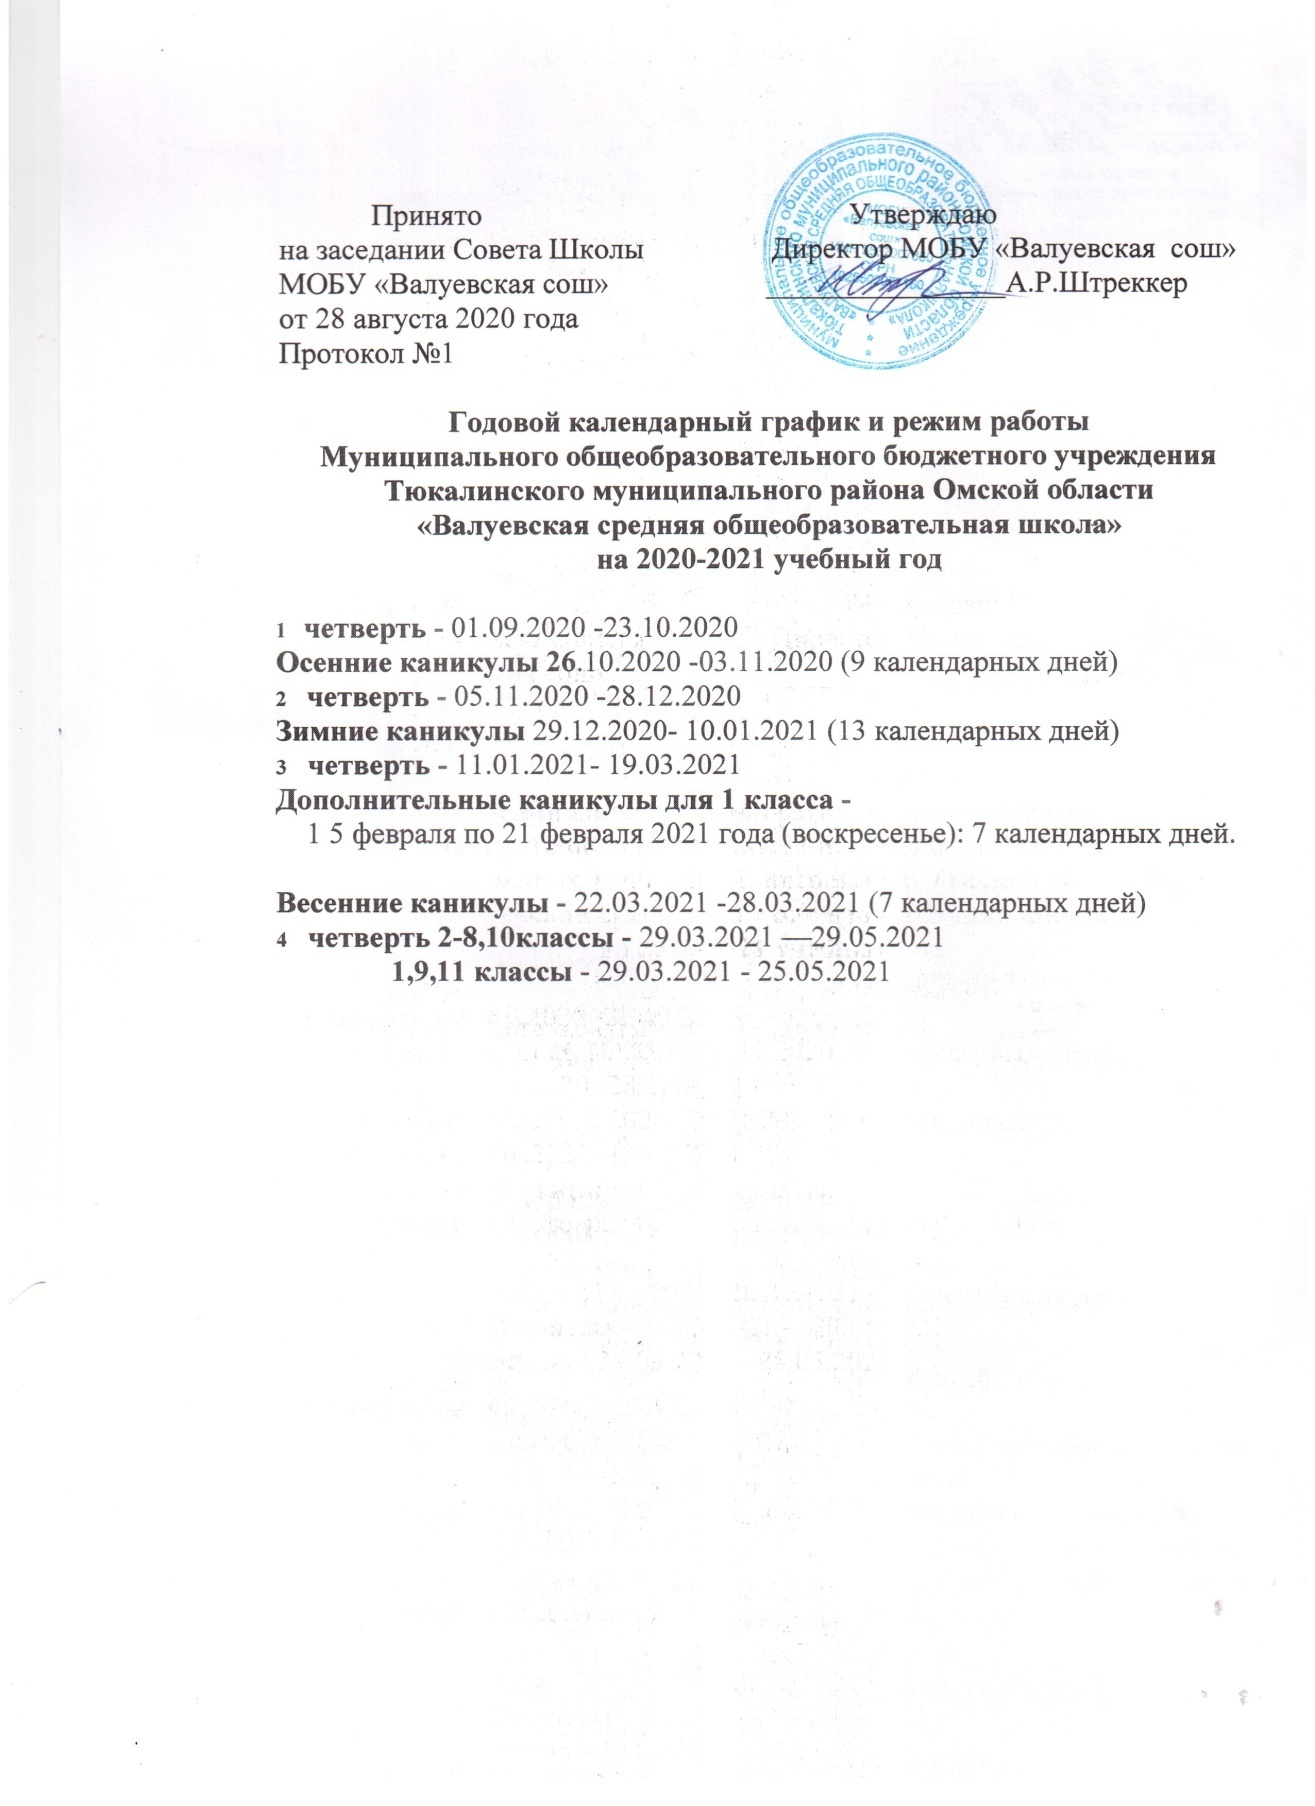 Принято
на заседании Совета Школы
МОБУ «Валуевская сош»
от 28 августа 2020 года
Протокол №1
Утверждаю
Директор МОБУ «Валуевская сош»
А.Р.Штреккер
Годовой календарный график и режим работы
Муниципального общеобразовательного бюджетного учреждения
Тюкалинского муниципального района Омской области
«Валуевская средняя общеобразовательная школа»
на 2020-2021 учебный год
1 четверть - 01.09.2020 -23.10.2020
Осенние каникулы 26.10.2020 -03.11.2020 (9 календарных дней)
2 четверть - 05.11.2020 -28.12.2020
Зимние каникулы 29.12.2020- 10.01.2021 (13 календарных дней)
3 четверть - 11.01.2021- 19.03.2021
Дополнительные каникулы для 1 класса -
1 5 февраля по 21 февраля 2021 года (воскресенье): 7 календарных дней.
Весенние каникулы - 22.03.2021 -28.03.2021 (7 календарных дней)
4 четверть 2-8,10классы - 29.03.2021 —29.05.2021
1,9,11 классы - 29.03.2021 - 25.05.2021